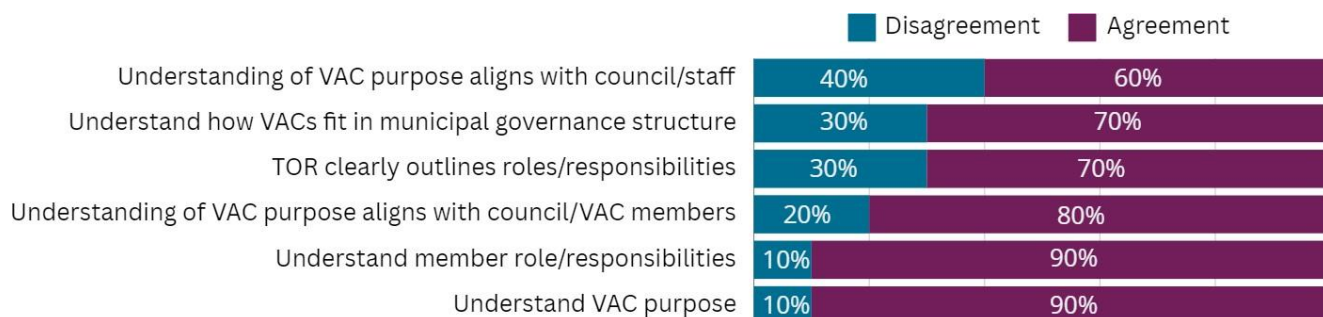 Disagreement Agreement
Understanding of VAC purpose aligns with council/staff 40% 60%
Understand how VACs fit in municipal governance structure 30% 70%
TOR clearly outlines roles/responsibilities 30% 70%
Understanding of VAC purpose aligns with council/VAC members 20% 80%
Understand member role/responsibilities 10% 90%
Understand VAC purpose 10% 90%